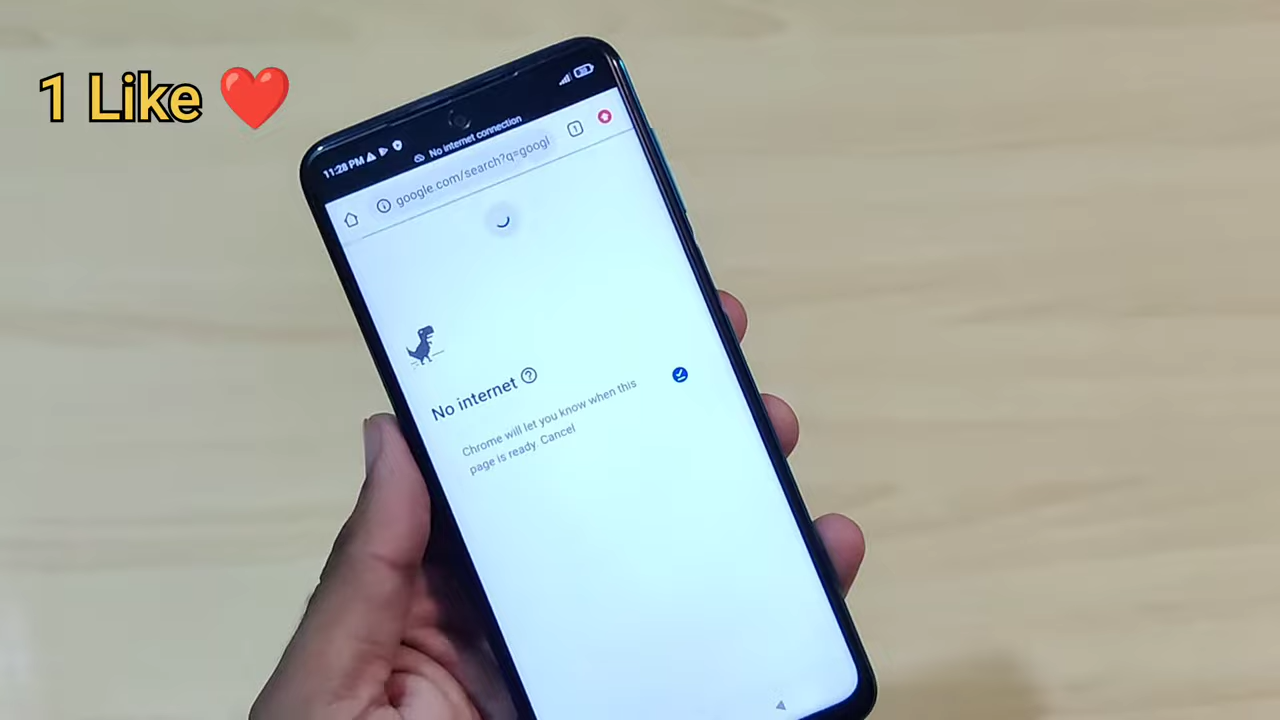 1 Like ❤️
11:28 PM
No internet connection
google.com/search?q=googl
1
No internet
Chrome will let you know when this
page is ready. Cancel